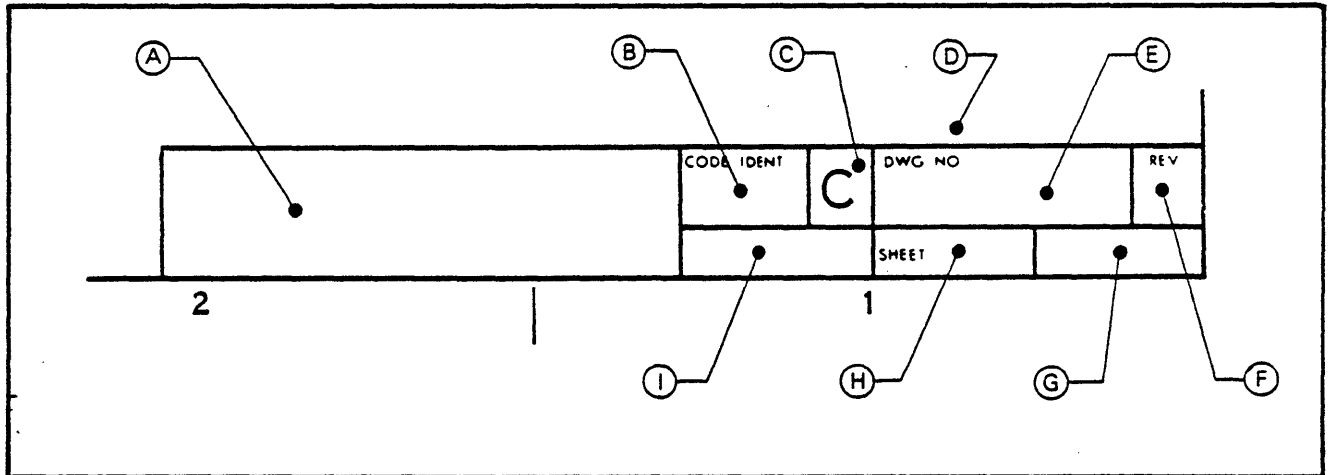 A B C D E
CODE IDENT C DWG NO REV
SHEET
2 1
I H G F